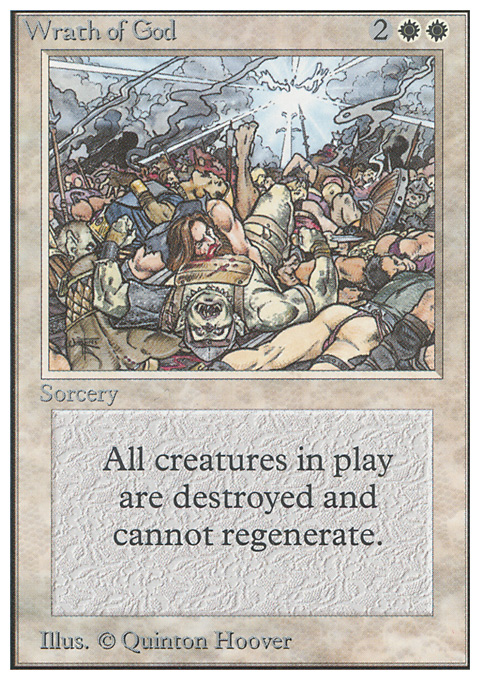 Wrath of God 2
Sorcery
All creatures in play
are destroyed and
cannot regenerate.
Illus. © Quinton Hoover